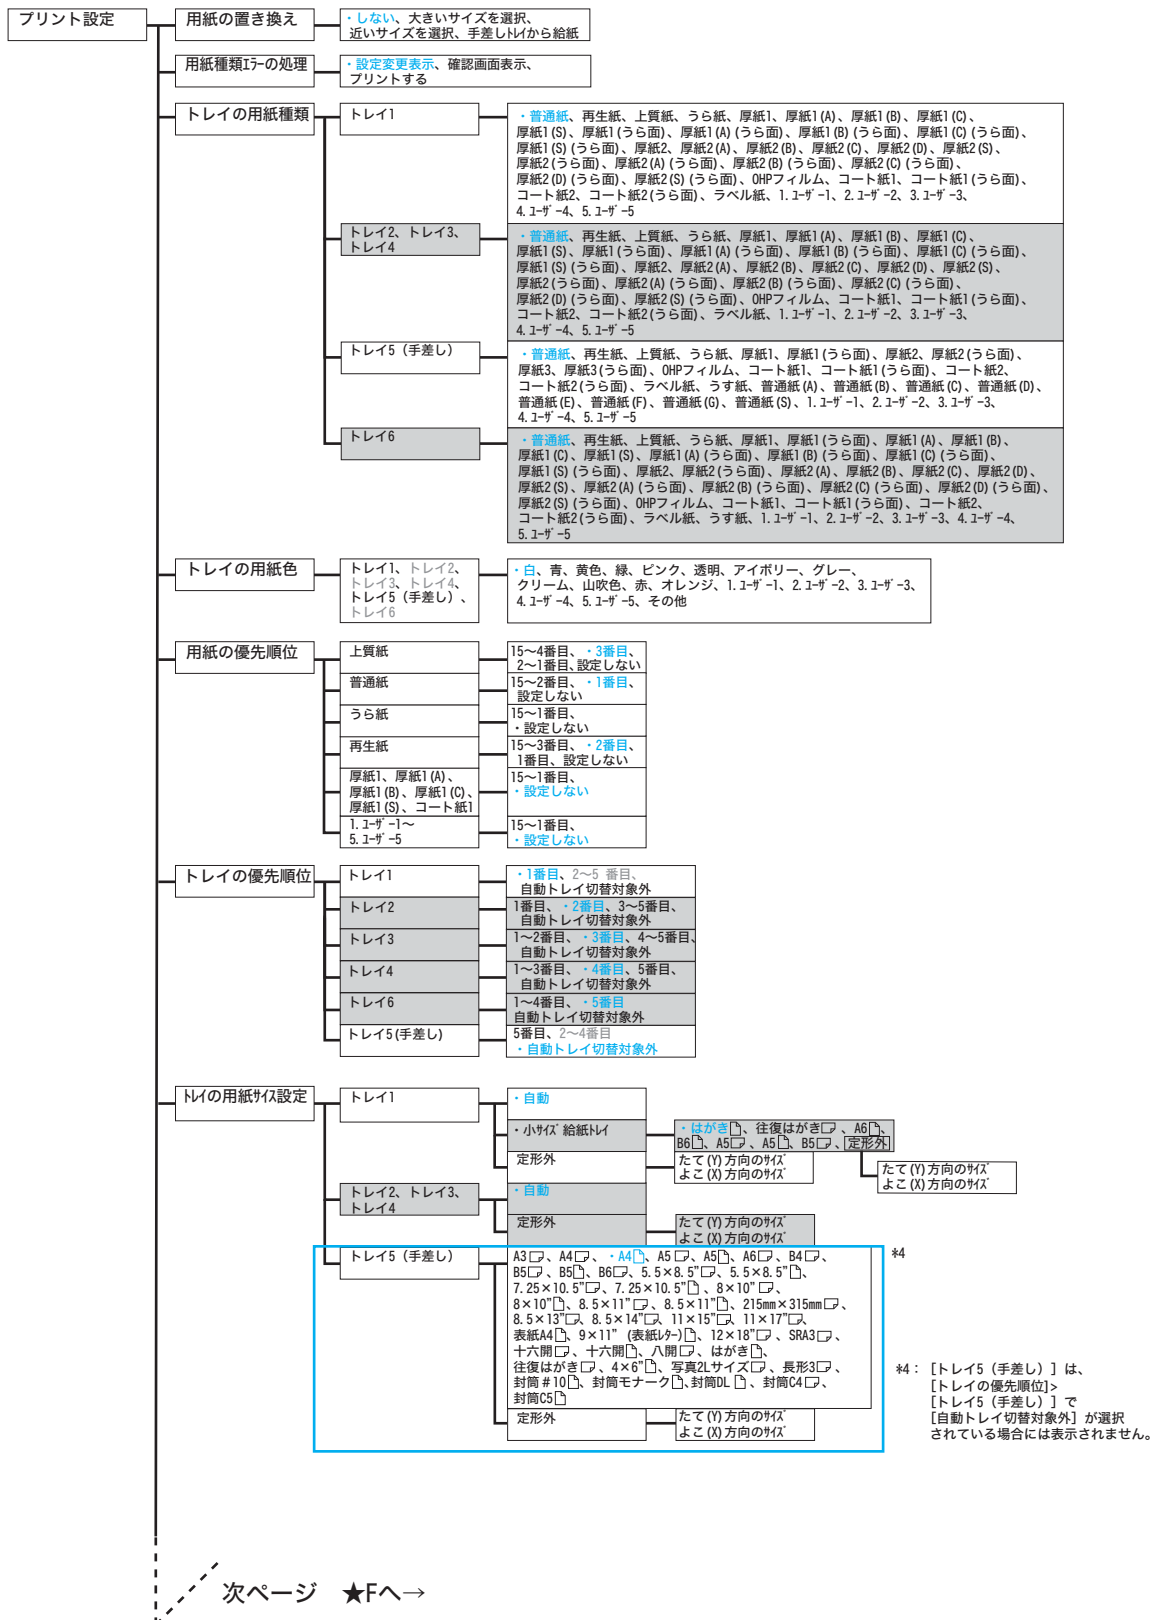 プリント設定
用紙の置き換え
・しない、大きいサイズを選択、
近いサイズを選択、手差しトレイから給紙
用紙種類エラーの処理
・設定変更表示、確認画面表示、
プリントする
トレイの用紙種類
トレイ1
・普通紙、再生紙、上質紙、うら紙、厚紙1、厚紙1(A)、厚紙1(B)、厚紙1(C)、
厚紙1(S)、厚紙1(うら面)、厚紙1(A)(うら面)、厚紙1(B)(うら面)、厚紙1(C)(うら面)、
厚紙1(S)(うら面)、厚紙2、厚紙2(A)、厚紙2(B)、厚紙2(C)、厚紙2(D)、厚紙2(S)、
厚紙2(うら面)、厚紙2(A)(うら面)、厚紙2(B)(うら面)、厚紙2(C)(うら面)、
厚紙2(D)(うら面)、厚紙2(S)(うら面)、OHPフィルム、コート紙1、コート紙1(うら面)、
コート紙2、コート紙2(うら面)、ラベル紙、1.ユーザー1、2.ユーザー2、3.ユーザー3、
4.ユーザー4、5.ユーザー5
トレイ2、トレイ3、
トレイ4
・普通紙、再生紙、上質紙、うら紙、厚紙1、厚紙1(A)、厚紙1(B)、厚紙1(C)、
厚紙1(S)、厚紙1(うら面)、厚紙1(A)(うら面)、厚紙1(B)(うら面)、厚紙1(C)(うら面)、
厚紙1(S)(うら面)、厚紙2、厚紙2(A)、厚紙2(B)、厚紙2(C)、厚紙2(D)、厚紙2(S)、
厚紙2(うら面)、厚紙2(A)(うら面)、厚紙2(B)(うら面)、厚紙2(C)(うら面)、
厚紙2(D)(うら面)、厚紙2(S)(うら面)、OHPフィルム、コート紙1、コート紙1(うら面)、
コート紙2、コート紙2(うら面)、ラベル紙、1.ユーザー1、2.ユーザー2、3.ユーザー3、
4.ユーザー4、5.ユーザー5
トレイ5（手差し）
・普通紙、再生紙、上質紙、うら紙、厚紙1、厚紙1(うら面)、厚紙2、厚紙2(うら面)、
厚紙3、厚紙3(うら面)、OHPフィルム、コート紙1、コート紙1(うら面)、コート紙2、
コート紙2(うら面)、ラベル紙、うす紙、普通紙(A)、普通紙(B)、普通紙(C)、普通紙(D)、
普通紙(E)、普通紙(F)、普通紙(G)、普通紙(S)、1.ユーザー1、2.ユーザー2、3.ユーザー3、
4.ユーザー4、5.ユーザー5
トレイ6
・普通紙、再生紙、上質紙、うら紙、厚紙1、厚紙1(うら面)、厚紙1(A)、厚紙1(B)、
厚紙1(C)、厚紙1(S)、厚紙1(A)(うら面)、厚紙1(B)(うら面)、厚紙1(C)(うら面)、
厚紙1(S)(うら面)、厚紙2、厚紙2(うら面)、厚紙2(A)、厚紙2(B)、厚紙2(C)、厚紙2(D)、
厚紙2(S)、厚紙2(A)(うら面)、厚紙2(B)(うら面)、厚紙2(C)(うら面)、厚紙2(D)(うら面)、
厚紙2(S)(うら面)、OHPフィルム、コート紙1、コート紙1(うら面)、コート紙2、
コート紙2(うら面)、ラベル紙、うす紙、1.ユーザー1、2.ユーザー2、3.ユーザー3、4.ユーザー4、
5.ユーザー5
トレイの用紙色
トレイ1、トレイ2、
トレイ3、トレイ4、
トレイ5（手差し）、
トレイ6
・白、青、黄色、緑、ピンク、透明、アイボリー、グレー、
クリーム、山吹色、赤、オレンジ、1.ユーザー1、2.ユーザー2、3.ユーザー3、
4.ユーザー4、5.ユーザー5、その他
用紙の優先順位
上質紙
15～4番目、・3番目、
2～1番目、設定しない
普通紙
15～2番目、・1番目、
設定しない
うら紙
15～1番目、
・設定しない
再生紙
15～3番目、・2番目、
1番目、設定しない
厚紙1、厚紙1(A)、
厚紙1(B)、厚紙1(C)、
厚紙1(S)、コート紙1
15～1番目、
・設定しない
1.ユーザー1～
5.ユーザー5
15～1番目、
・設定しない
トレイの優先順位
トレイ1
・1番目、2～5 番目、
自動トレイ切替対象外
トレイ2
1番目、・2番目、3～5番目、
自動トレイ切替対象外
トレイ3
1～2番目、・3番目、4～5番目、
自動トレイ切替対象外
トレイ4
1～3番目、・4番目、5番目、
自動トレイ切替対象外
トレイ6
1～4番目、・5番目
自動トレイ切替対象外
トレイ5(手差し)
5番目、2～4番目
・自動トレイ切替対象外
トレイの用紙サイズ設定
トレイ1
・自動
・小サイズ給紙トレイ
・はがき、往復はがき、A6、
B6、A5、A5、B5、定形外
たて(Y)方向のサイズ
よこ(X)方向のサイズ
定形外
たて(Y)方向のサイズ
よこ(X)方向のサイズ
トレイ2、トレイ3、
トレイ4
・自動
定形外
たて(Y)方向のサイズ
よこ(X)方向のサイズ
トレイ5（手差し）
A3、A4、・A4、A5、A5、A6、B4、
B5、B5、B6、5.5×8.5"、5.5×8.5"、
7.25×10.5"、7.25×10.5"、8×10"、
8×10"、8.5×11"、8.5×11"、215mm×315mm、
8.5×13"、8.5×14"、11×15"、11×17"、
表紙A4、9×11" (表紙レター)、12×18"、SRA3、
十六開、十六開、八開、はがき、
往復はがき、4×6"、写真2Lサイズ、長形3、
封筒＃10、封筒モナーク、封筒DL、封筒C4、
封筒C5
定形外
たて(Y)方向のサイズ
よこ(X)方向のサイズ
*4
*4：［トレイ5（手差し）］は、
［トレイの優先順位]>
［トレイ5（手差し）］で
［自動トレイ切替対象外］が選択
されている場合には表示されません。
次ページ　★Fへ→